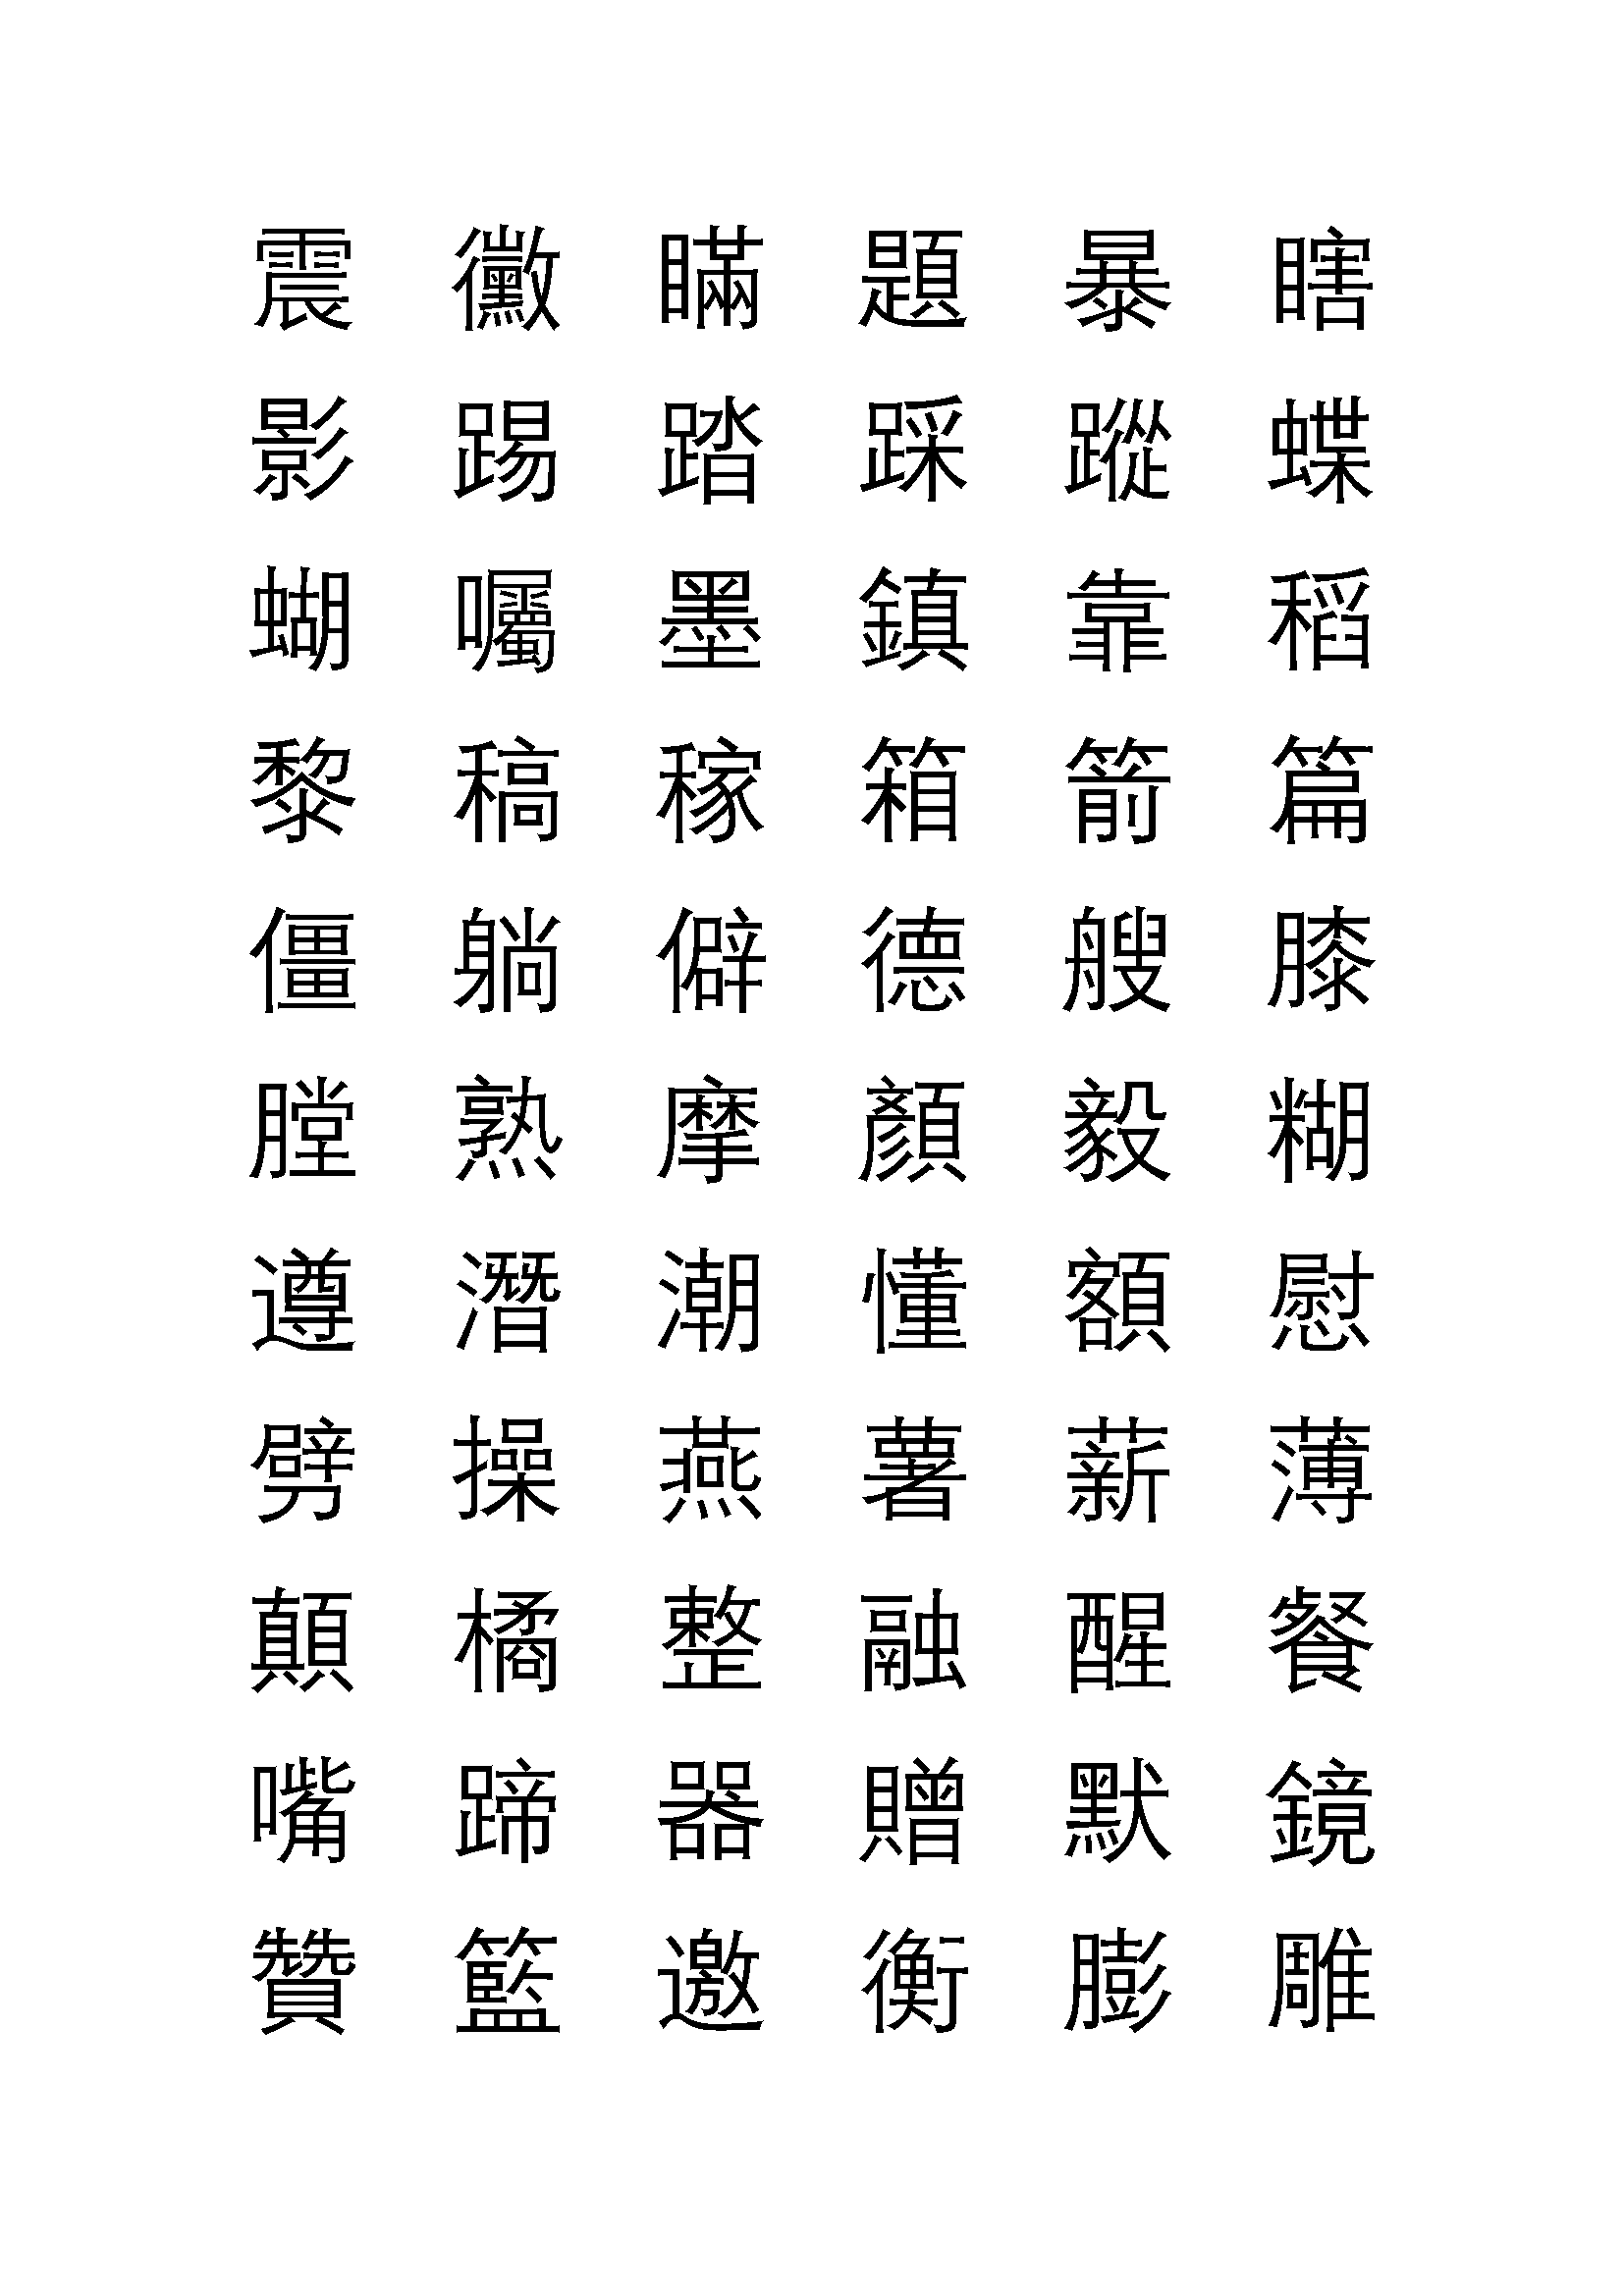 震 黴 瞞 題 暴 瞎
影 踢 踏 踩 蹤 蝶
蝴 囑 墨 鎮 靠 稻
黎 稿 稼 箱 箭 篇
僵 躺 僻 德 艘 膝
膛 熟 摩 顏 毅 糊
遵 潛 潮 懂 額 慰
劈 操 燕 薯 薪 薄
顛 橘 整 融 醒 餐
嘴 蹄 器 贈 默 鏡
贊 籃 邀 衡 膨 雕